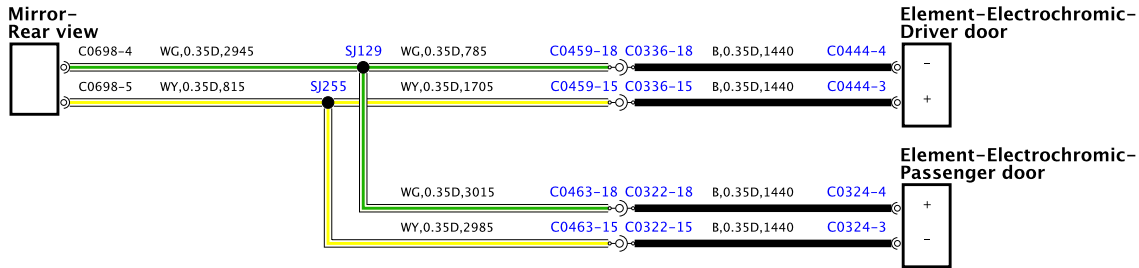 Mirror-
Rear view
Element-Electrochromic-
Driver door
C0698-4 WG,0.35D,2945 SJ129 WG,0.35D,785 C0459-18 C0336-18 B,0.35D,1440 C0444-4 -
C0698-5 WY,0.35D,815 SJ255 WY,0.35D,1705 C0459-15 C0336-15 B,0.35D,1440 C0444-3 +
Element-Electrochromic-
Passenger door
WG,0.35D,3015 C0463-18 C0322-18 B,0.35D,1440 C0324-4 +
WY,0.35D,2985 C0463-15 C0322-15 B,0.35D,1440 C0324-3 -